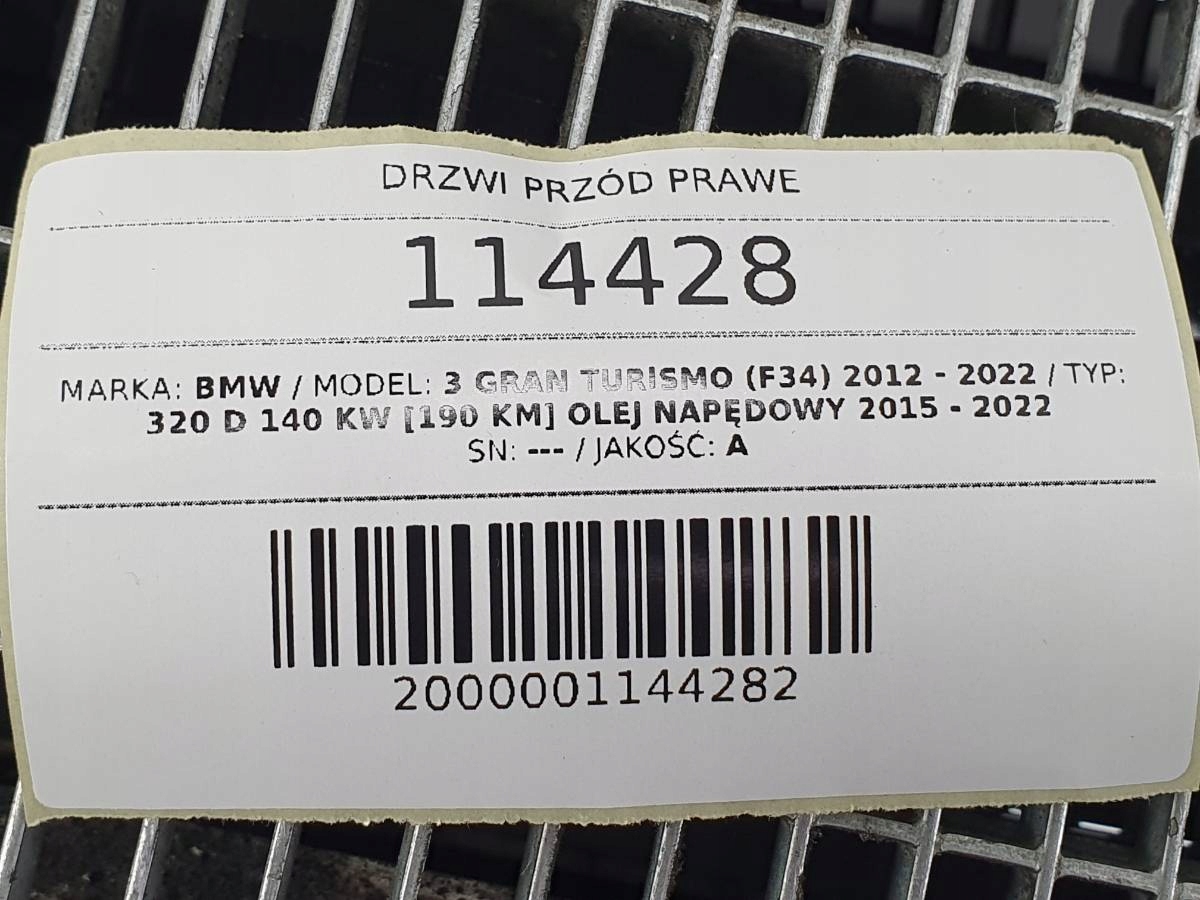 DRZWI PRZÓD PRAWE
114428
MARKA: BMW / MODEL: 3 GRAN TURISMO (F34) 2012 - 2022 / TYP:
320 D 140 KW [190 KM] OLEJ NAPĘDOWY 2015 - 2022
SN: --- / JAKOŚĆ: A
2000001144282